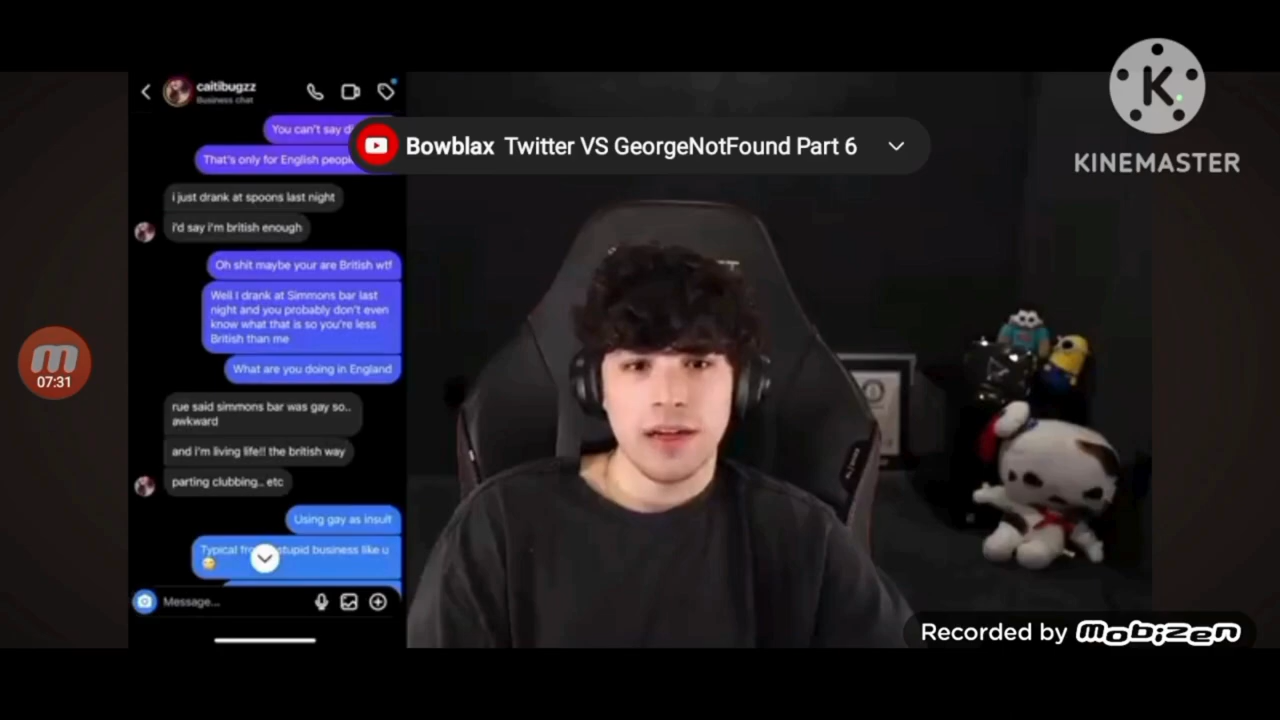 caitibugzz
Business chat
You can't say
That's only for English
Bowblax Twitter VS GeorgeNotFound Part 6
K
KINEMASTER
i just drank at spoons last night
i'd say i'm british enough
Oh shit maybe your are British wtf
Well I drank at Simmons bar last
night and you probably don't even
know what that is so you're less
British than me
What are you doing in England
07:31
rue said simmons bar was gay so..
awkward
and i'm living life!! the british way
parting clubbing.. etc
Using gay as insult
Typical stupid business like u
Message...
Recorded by Mobizen